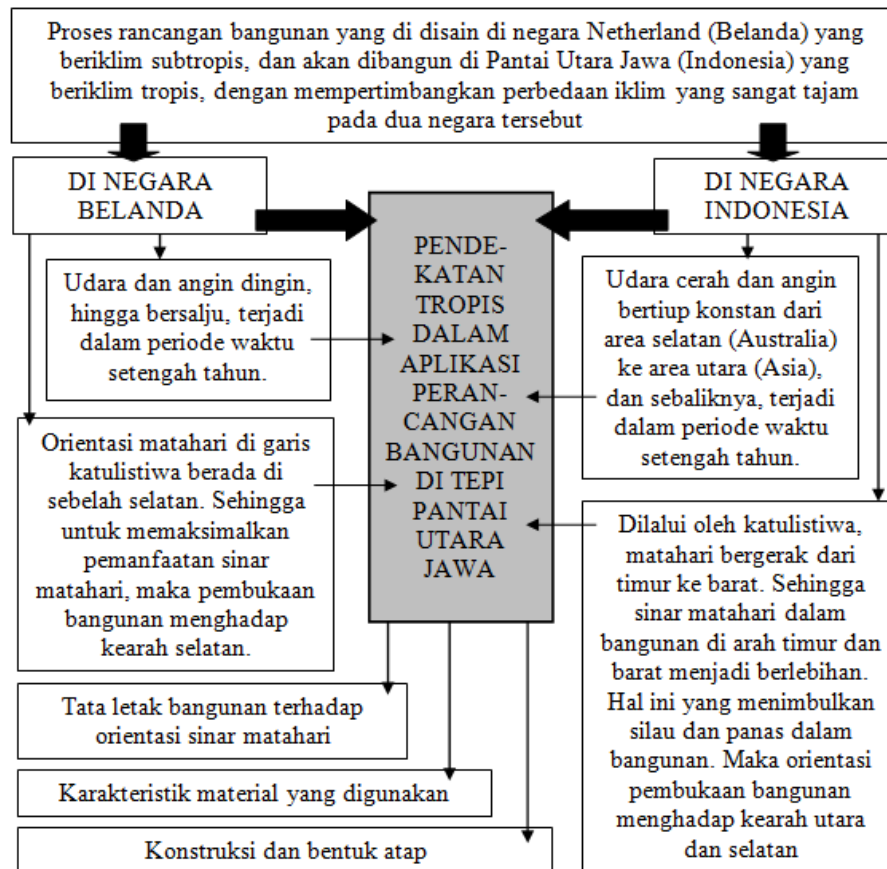 Proses rancangan bangunan yang di disain di negara Netherland (Belanda) yang
beriklim subtropis, dan akan dibangun di Pantai Utara Jawa (Indonesia) yang
beriklim tropis, dengan mempertimbangkan perbedaan iklim yang sangat tajam
pada dua negara tersebut
DI NEGARA
BELANDA
DI NEGARA
INDONESIA
Udara dan angin dingin,
hingga bersalju, terjadi
dalam periode waktu
setengah tahun.
Orientasi matahari di garis
katulistiwa berada di
sebelah selatan. Sehingga
untuk memaksimalkan
pemanfaatan sinar
matahari, maka pembukaan
bangunan menghadap
kearah selatan.
PENDE-
KATAN
TROPIS
DALAM
APLIKASI
PERAN-
CANGAN
BANGUNAN
DI TEPI
PANTAI
UTARA
JAWA
Udara cerah dan angin
bertiup konstan dari
area selatan (Australia)
ke area utara (Asia),
dan sebaliknya, terjadi
dalam periode waktu
setengah tahun.
Dilalui oleh katulistiwa,
matahari bergerak dari
timur ke barat. Sehingga
sinar matahari dalam
bangunan di arah timur dan
barat menjadi berlebihan.
Hal ini yang menimbulkan
silau dan panas dalam
bangunan. Maka orientasi
pembukaan bangunan
menghadap kearah utara
dan selatan
Tata letak bangunan terhadap
orientasi sinar matahari
Karakteristik material yang digunakan
Konstruksi dan bentuk atap